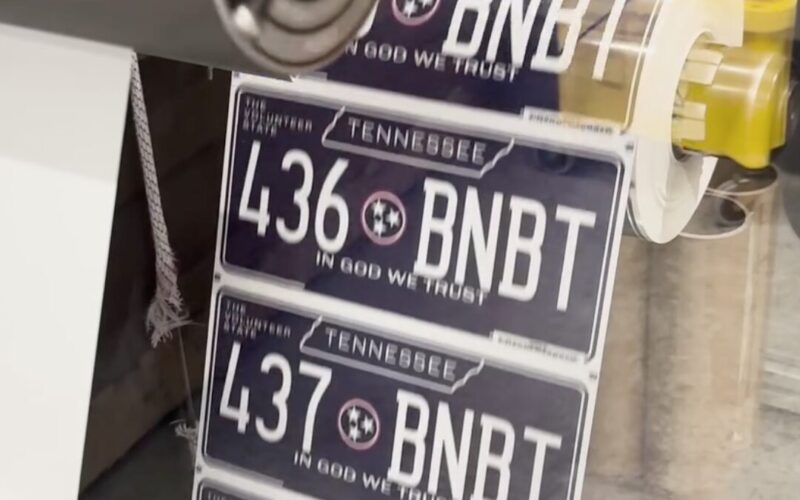 BNBT
IN GOD WE TRUST
THE
VOLUNTEER
STATE
TENNESSEE
436 BNBT
IN GOD WE TRUST
THE
VOLUNTEER
STATE
TENNESSEE
437 BNBT
IN GOD WE TRUST